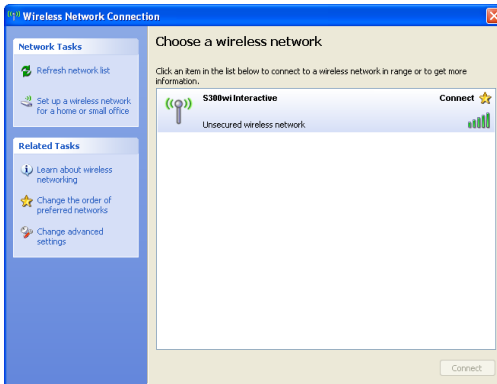 Wireless Network Connection
Network Tasks
Refresh network list
Set up a wireless network
for a home or small office
Related Tasks
Learn about wireless
networking
Change the order of
preferred networks
Change advanced
settings
Choose a wireless network
Click an item in the list below to connect to a wireless network in range or to get more
information.
S300wi Interactive
Connect
Unsecured wireless network
Connect